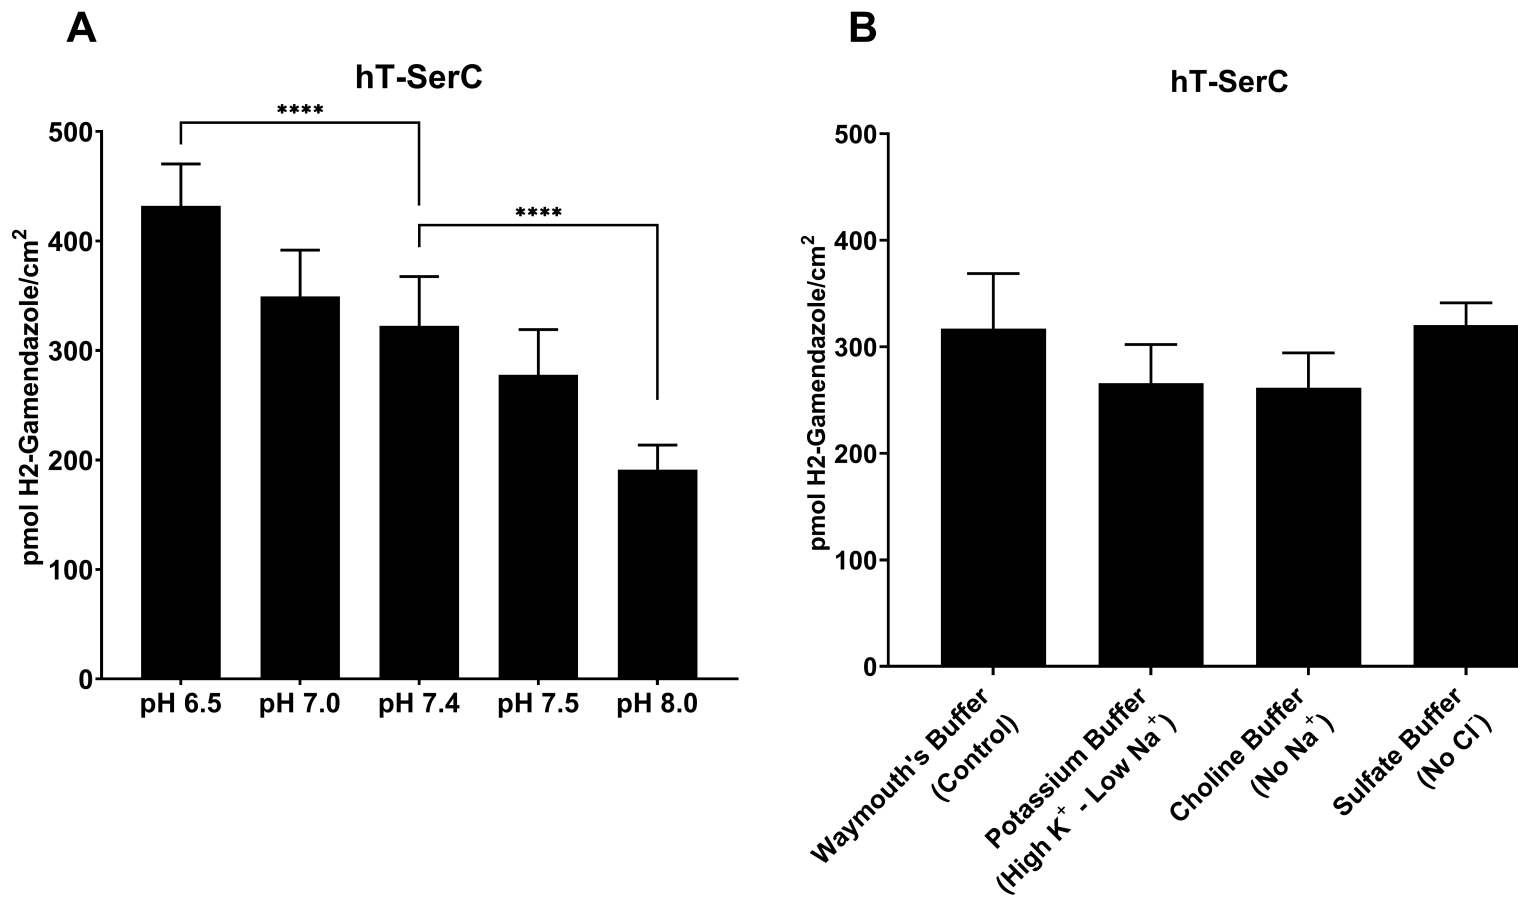 A
hT-SerC
****
****
pmol H2-Gamendazole/cm²
500
400
300
200
100
0
pH 6.5 pH 7.0 pH 7.4 pH 7.5 pH 8.0
B
hT-SerC
pmol H2-Gamendazole/cm²
500
400
300
200
100
0
Waymouth's Buffer
(Control)
Potassium Buffer
(High K⁺ - Low Na⁺)
Choline Buffer
(No Na⁺)
Sulfate Buffer
(No Cl⁻)